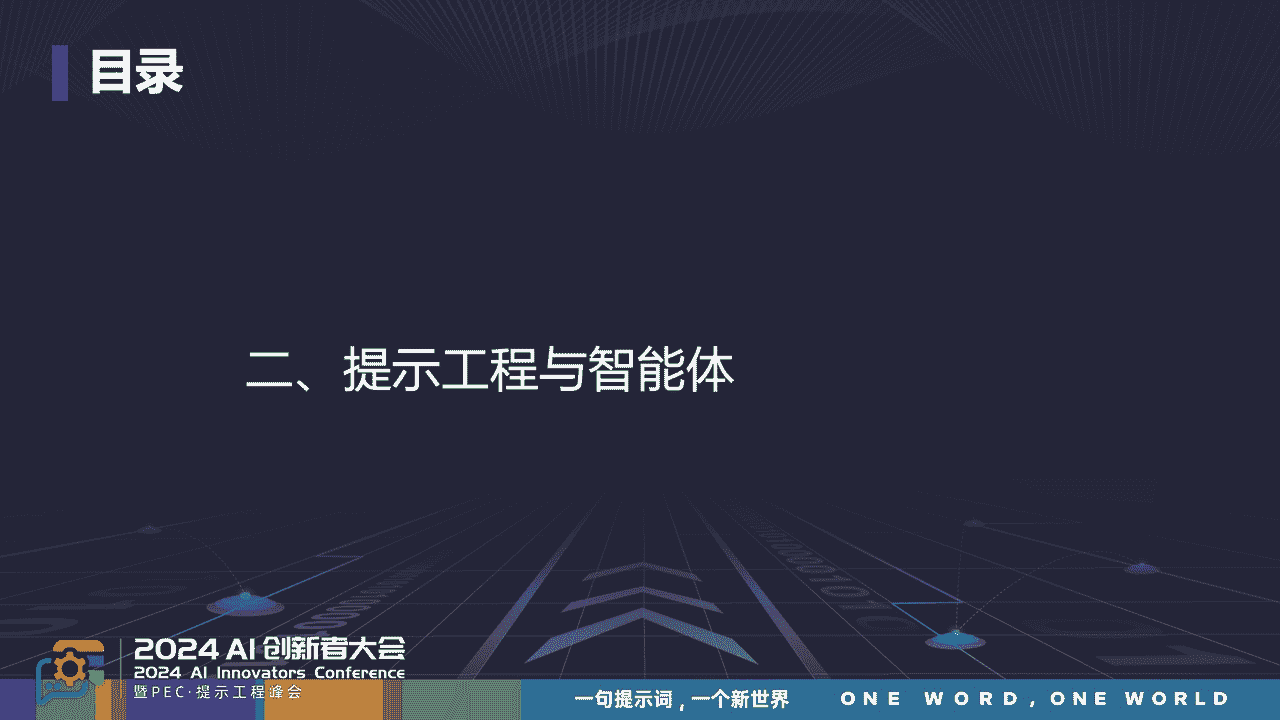 目录
二、提示工程与智能体
2024 AI 创新者大会
2024 AI Innovators Conference
暨PEC·提示工程峰会
一句提示词,一个新世界
ONE WORD, ONE WORLD